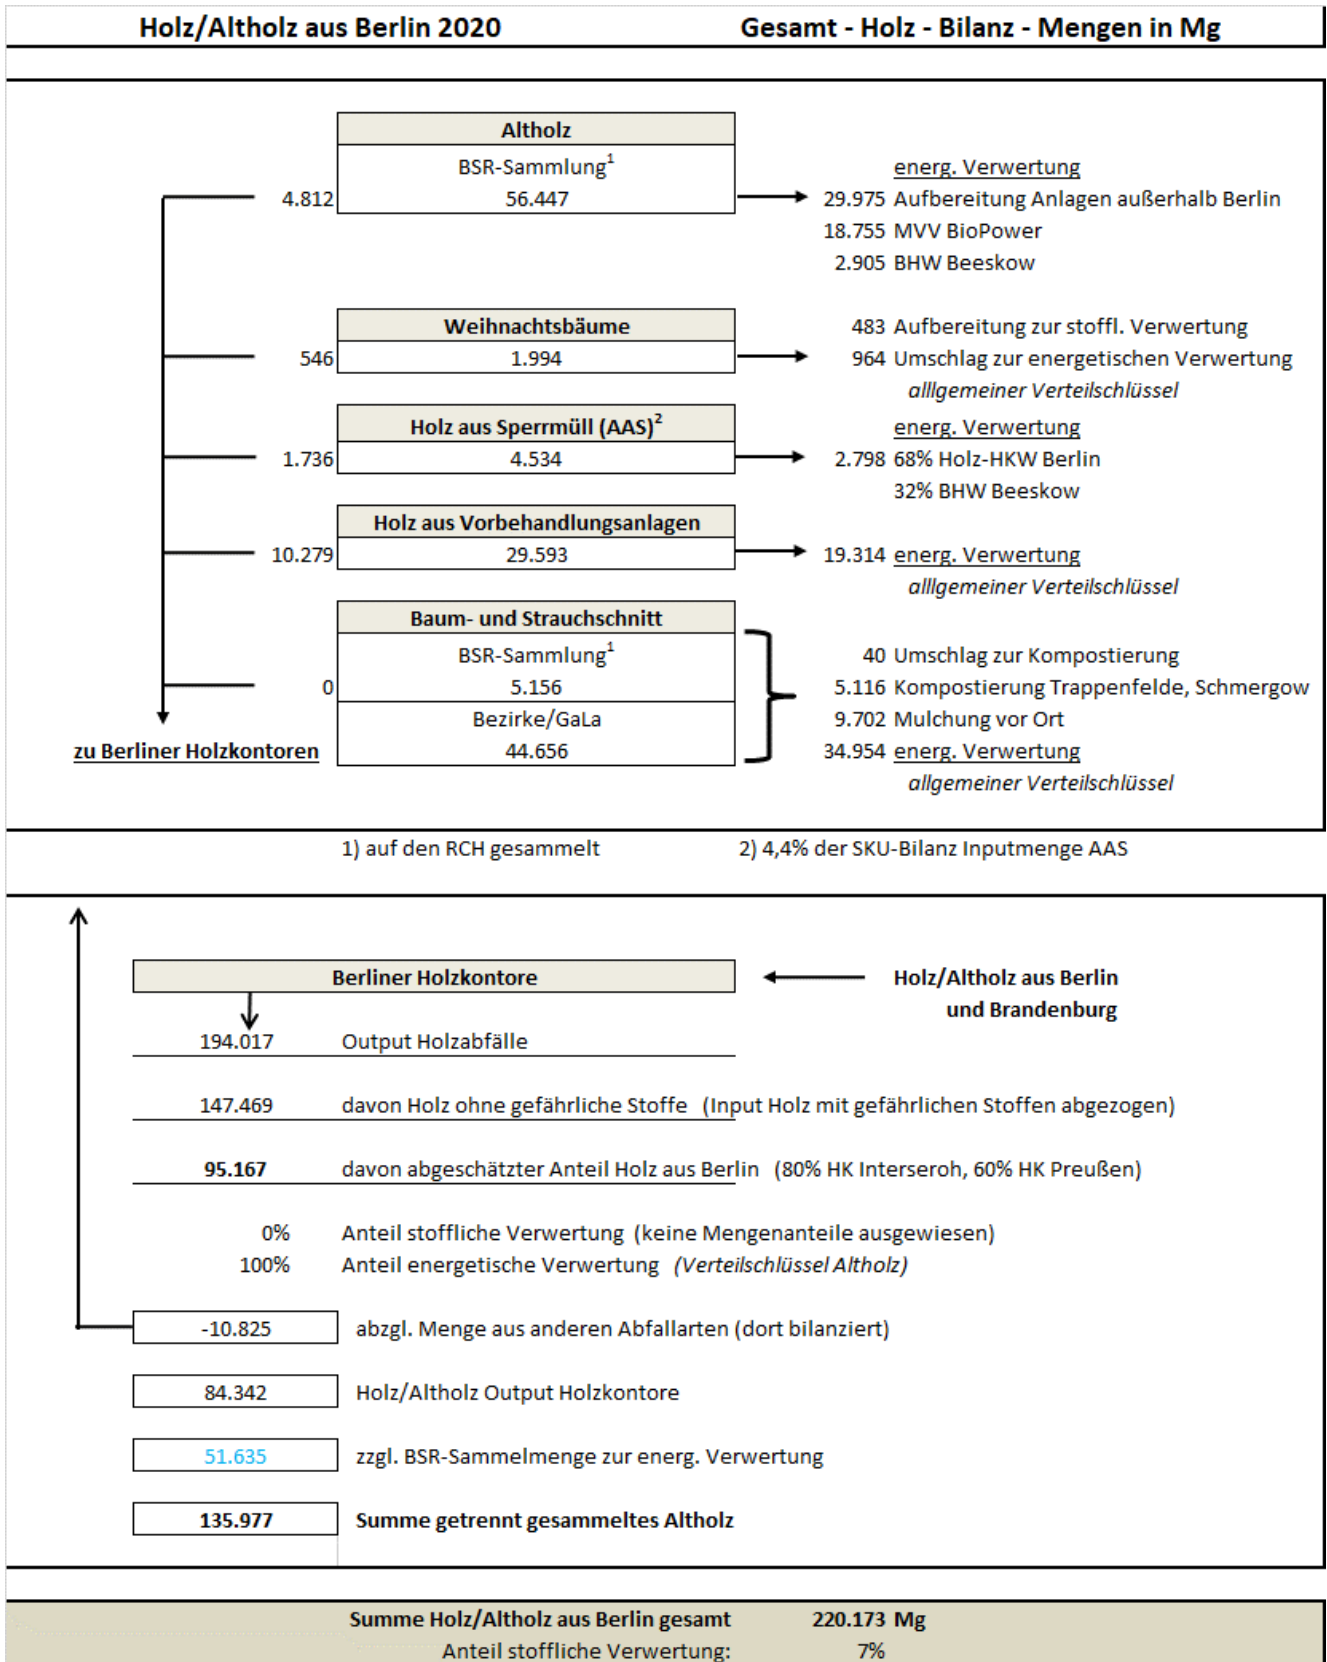 Holz/Altholz aus Berlin 2020 Gesamt - Holz - Bilanz - Mengen in Mg
Altholz
BSR-Sammlung¹ energ. Verwertung
4.812 56.447 29.975 Aufbereitung Anlagen außerhalb Berlin
18.755 MVV BioPower
2.905 BHW Beeskow
Weihnachtsbäume 483 Aufbereitung zur stoffl. Verwertung
546 1.994 964 Umschlag zur energetischen Verwertung
alllgemeiner Verteilschlüssel
Holz aus Sperrmüll (AAS)² energ. Verwertung
1.736 4.534 2.798 68% Holz-HKW Berlin
32% BHW Beeskow
Holz aus Vorbehandlungsanlagen
10.279 29.593 19.314 energ. Verwertung
alllgemeiner Verteilschlüssel
Baum- und Strauchschnitt
BSR-Sammlung¹ 40 Umschlag zur Kompostierung
0 5.156 5.116 Kompostierung Trappenfelde, Schmergow
Bezirke/GaLa 9.702 Mulchung vor Ort
zu Berliner Holzkontoren 44.656 34.954 energ. Verwertung
allgemeiner Verteilschlüssel
1) auf den RCH gesammelt 2) 4,4% der SKU-Bilanz Inputmenge AAS
Berliner Holzkontore Holz/Altholz aus Berlin
und Brandenburg
194.017 Output Holzabfälle
147.469 davon Holz ohne gefährliche Stoffe (Input Holz mit gefährlichen Stoffen abgezogen)
95.167 davon abgeschätzter Anteil Holz aus Berlin (80% HK Interseroh, 60% HK Preußen)
0% Anteil stoffliche Verwertung (keine Mengenanteile ausgewiesen)
100% Anteil energetische Verwertung (Verteilschlüssel Altholz)
-10.825 abzgl. Menge aus anderen Abfallarten (dort bilanziert)
84.342 Holz/Altholz Output Holzkontore
51.635 zzgl. BSR-Sammelmenge zur energ. Verwertung
135.977 Summe getrennt gesammeltes Altholz
Summe Holz/Altholz aus Berlin gesamt 220.173 Mg
Anteil stoffliche Verwertung: 7%